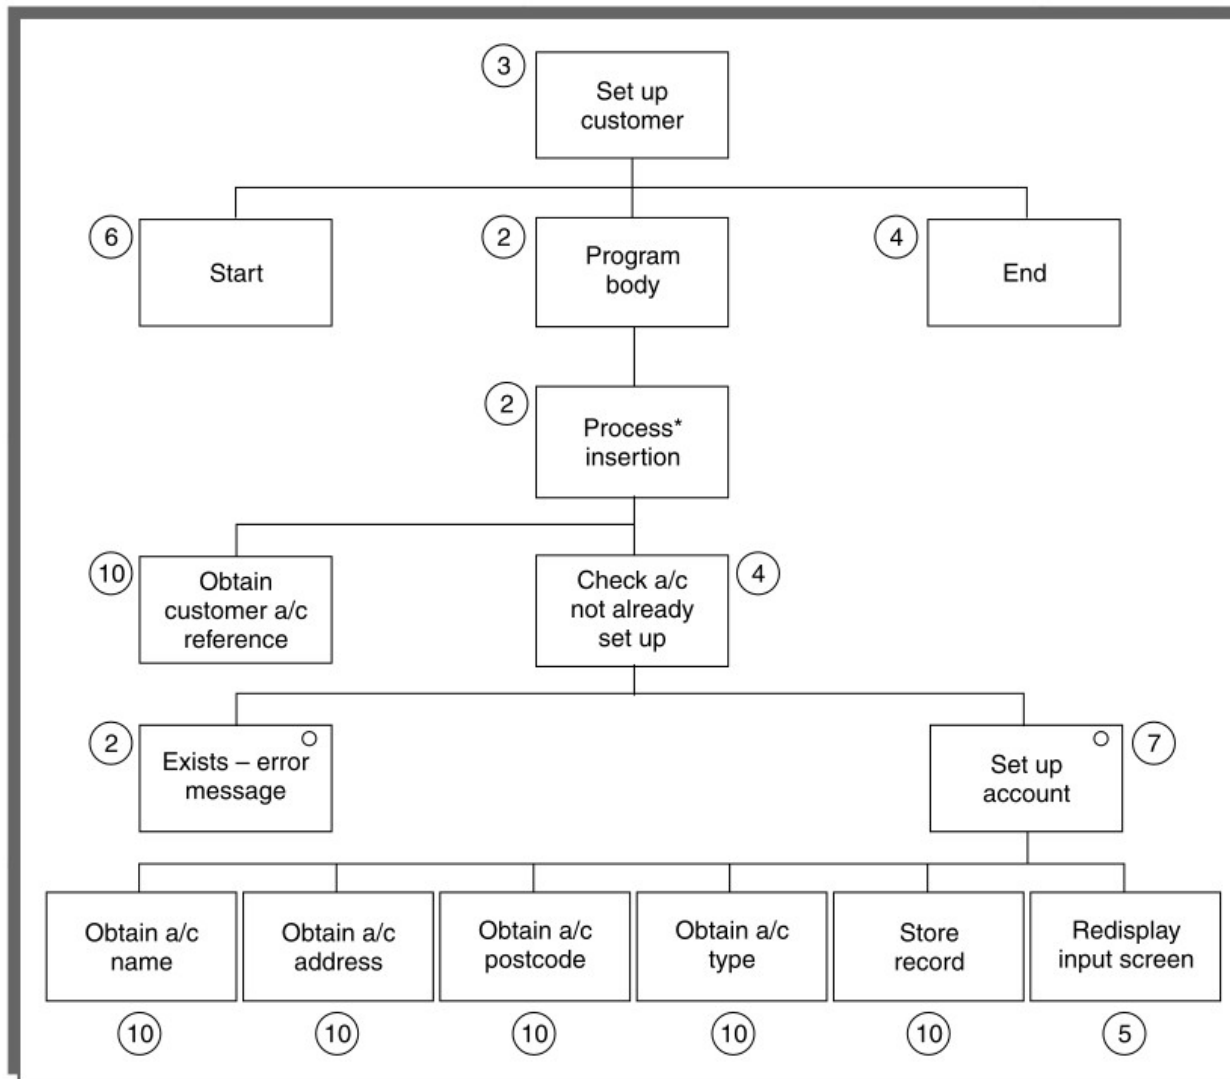 3
Set up
customer
6
Start
2
Program
body
4
End
2
Process*
insertion
10
Obtain
customer a/c
reference
Check a/c
not already
set up
4
2
Exists – error
message
Set up
account
7
Obtain a/c
name
Obtain a/c
address
Obtain a/c
postcode
Obtain a/c
type
Store
record
Redisplay
input screen
10
10
10
10
10
5